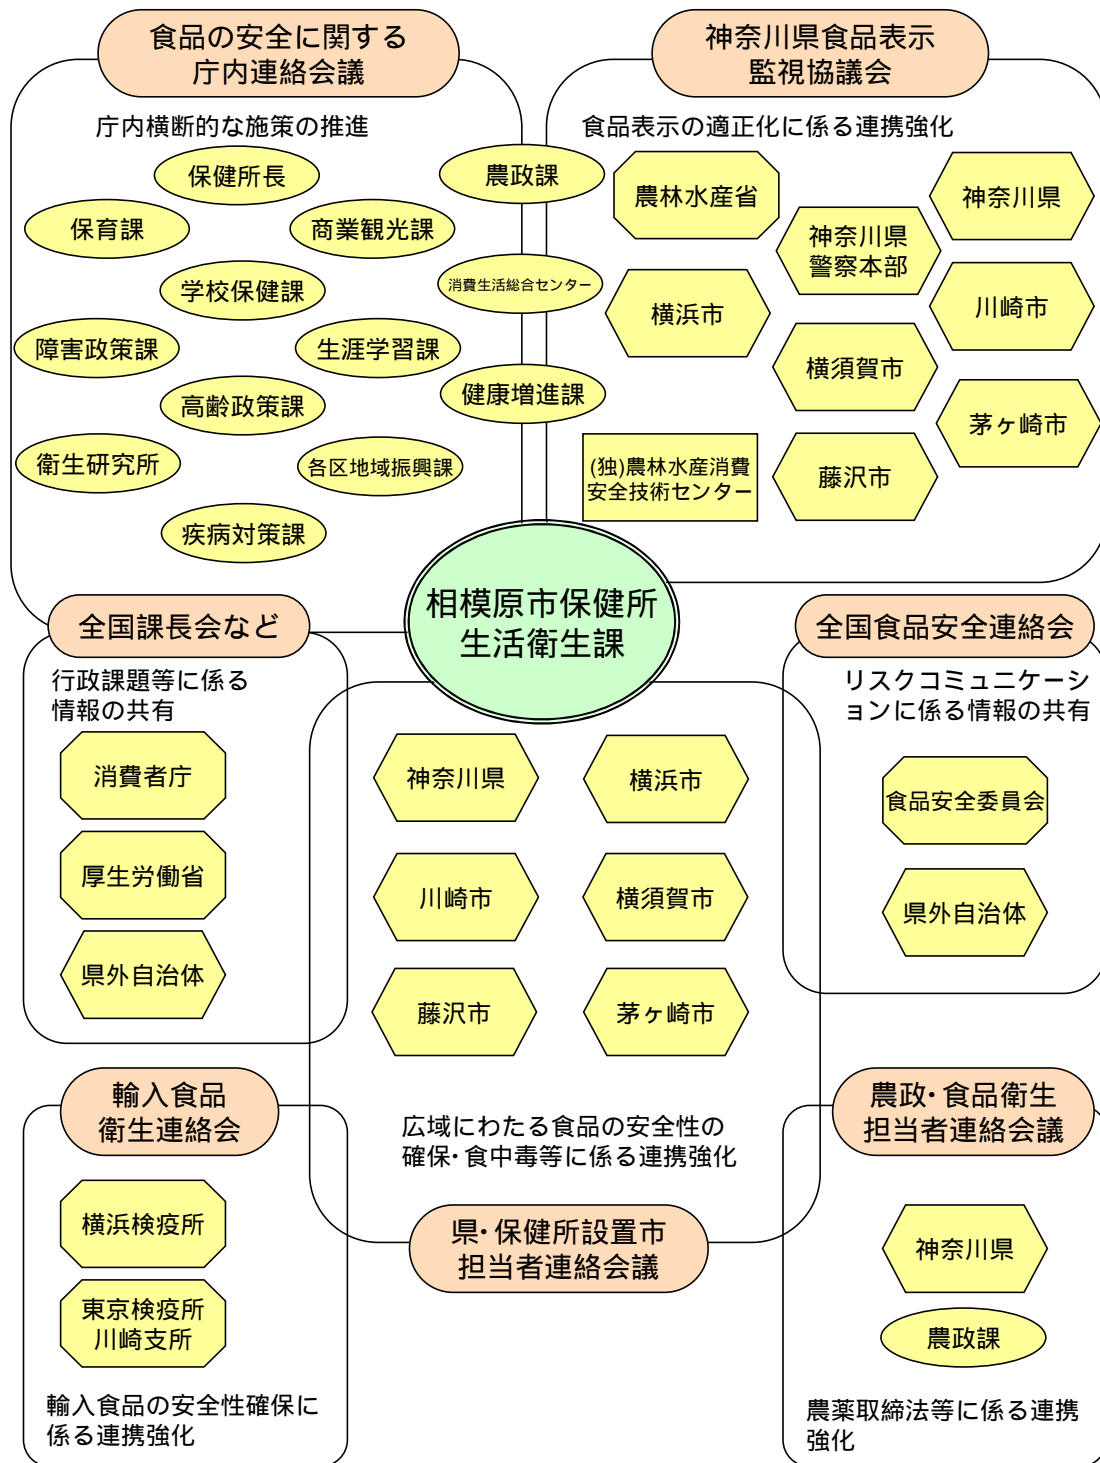 食品の安全に関する
庁内連絡会議
庁内横断的な施策の推進
保健所長
農政課
保育課
商業観光課
学校保健課
消費生活総合センター
障害政策課
生涯学習課
高齢政策課
健康増進課
衛生研究所
各区地域振興課
疾病対策課
神奈川県食品表示
監視協議会
食品表示の適正化に係る連携強化
農林水産省
神奈川県
神奈川県
警察本部
横浜市
川崎市
横須賀市
茅ヶ崎市
(独)農林水産消費
安全技術センター
藤沢市
相模原市保健所
生活衛生課
全国課長会など
行政課題等に係る
情報の共有
消費者庁
厚生労働省
県外自治体
神奈川県
横浜市
川崎市
横須賀市
藤沢市
茅ヶ崎市
広域にわたる食品の安全性の
確保・食中毒等に係る連携強化
県・保健所設置市
担当者連絡会議
全国食品安全連絡会
リスクコミュニケーシ
ョンに係る情報の共有
食品安全委員会
県外自治体
輸入食品
衛生連絡会
横浜検疫所
東京検疫所
川崎支所
輸入食品の安全性確保に
係る連携強化
農政・食品衛生
担当者連絡会議
神奈川県
農政課
農薬取締法等に係る連携
強化